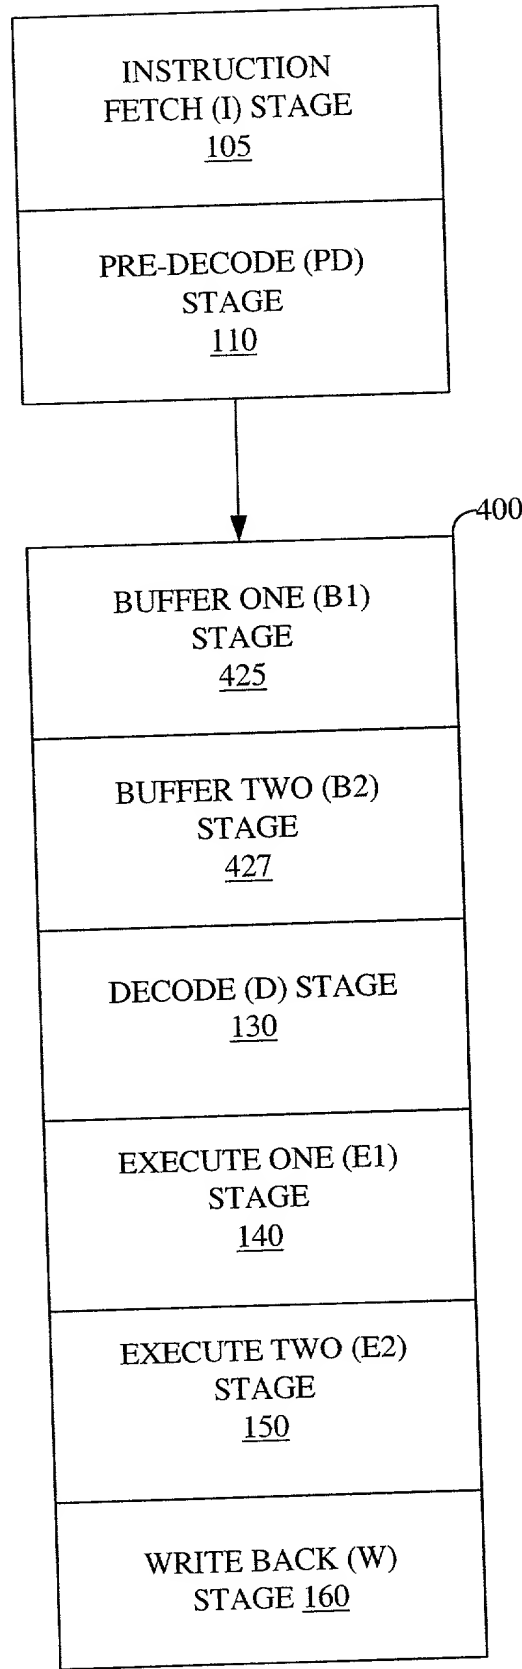 INSTRUCTION
FETCH (I) STAGE
105
PRE-DECODE (PD)
STAGE
110
400
BUFFER ONE (B1)
STAGE
425
BUFFER TWO (B2)
STAGE
427
DECODE (D) STAGE
130
EXECUTE ONE (E1)
STAGE
140
EXECUTE TWO (E2)
STAGE
150
WRITE BACK (W)
STAGE 160